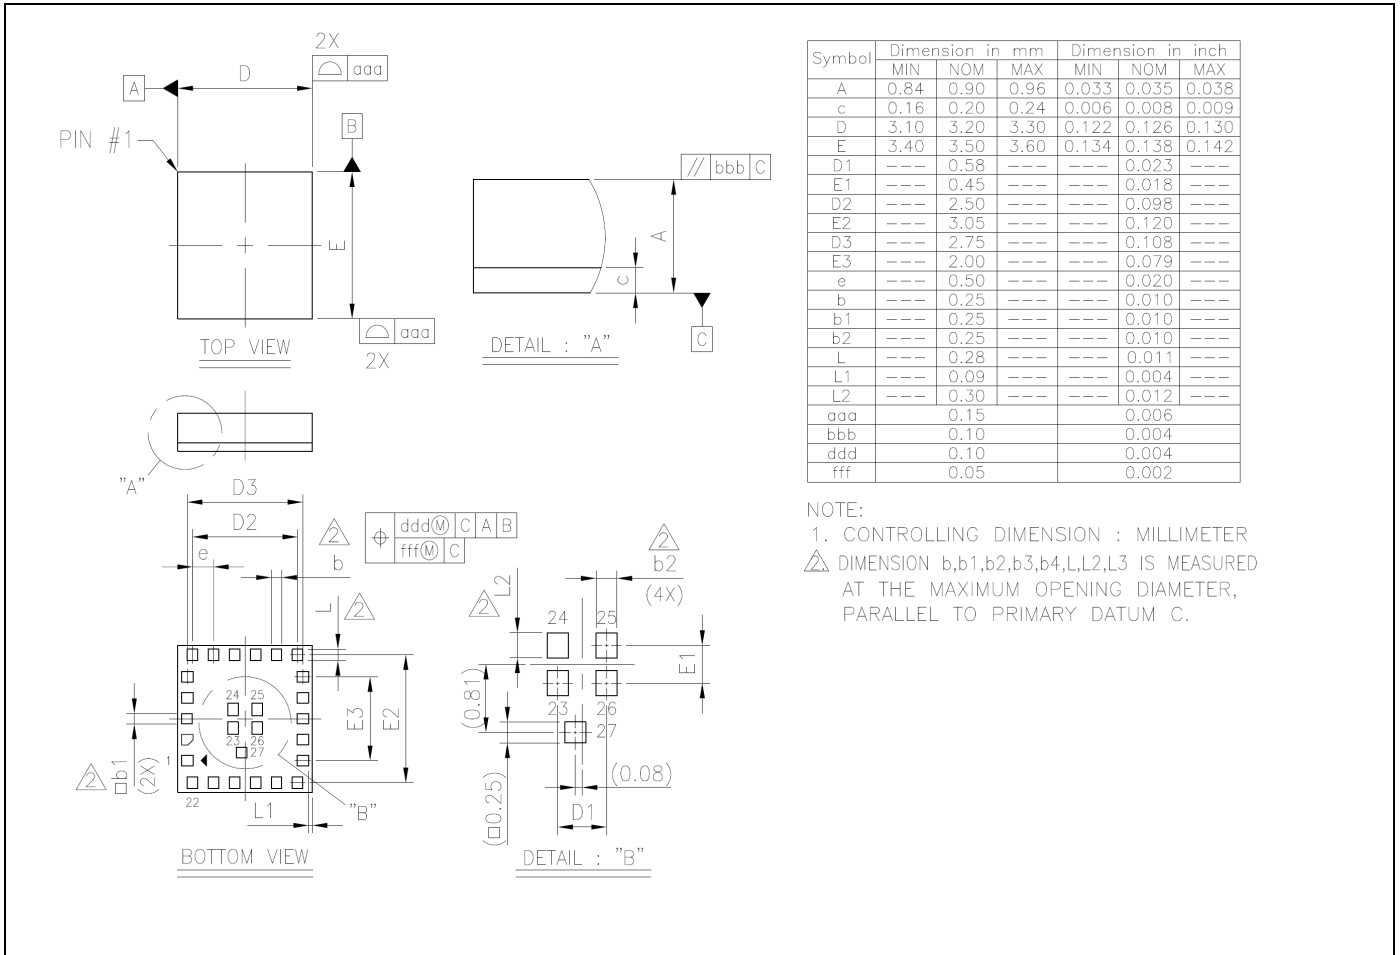 2X
aaa
D
A
B
PIN #1
E
aaa
2X
TOP VIEW
// bbb C
A
c
C
DETAIL : "A"
"A"
D3
D2
e
2
b
ddd Ⓜ C A B
fff Ⓜ C
L
2
24 25
23 26
27
1
22
E3
E2
2
□b1
(2X)
L1
"B"
BOTTOM VIEW
2
L2
2
b2
(4X)
24 25
23 26
27
E1
(0.81)
(□0.25)
(0.08)
D1
DETAIL : "B"
Symbol Dimension in mm Dimension in inch
MIN NOM MAX MIN NOM MAX
A 0.84 0.90 0.96 0.033 0.035 0.038
c 0.16 0.20 0.24 0.006 0.008 0.009
D 3.10 3.20 3.30 0.122 0.126 0.130
E 3.40 3.50 3.60 0.134 0.138 0.142
D1 --- 0.58 --- --- 0.023 ---
E1 --- 0.45 --- --- 0.018 ---
D2 --- 2.50 --- --- 0.098 ---
E2 --- 3.05 --- --- 0.120 ---
D3 --- 2.75 --- --- 0.108 ---
E3 --- 2.00 --- --- 0.079 ---
e --- 0.50 --- --- 0.020 ---
b --- 0.25 --- --- 0.010 ---
b1 --- 0.25 --- --- 0.010 ---
b2 --- 0.25 --- --- 0.010 ---
L --- 0.28 --- --- 0.011 ---
L1 --- 0.09 --- --- 0.004 ---
L2 --- 0.30 --- --- 0.012 ---
aaa 0.15 0.006
bbb 0.10 0.004
ddd 0.10 0.004
fff 0.05 0.002
NOTE:
1. CONTROLLING DIMENSION : MILLIMETER
2. DIMENSION b,b1,b2,b3,b4,L,L2,L3 IS MEASURED
AT THE MAXIMUM OPENING DIAMETER,
PARALLEL TO PRIMARY DATUM C.